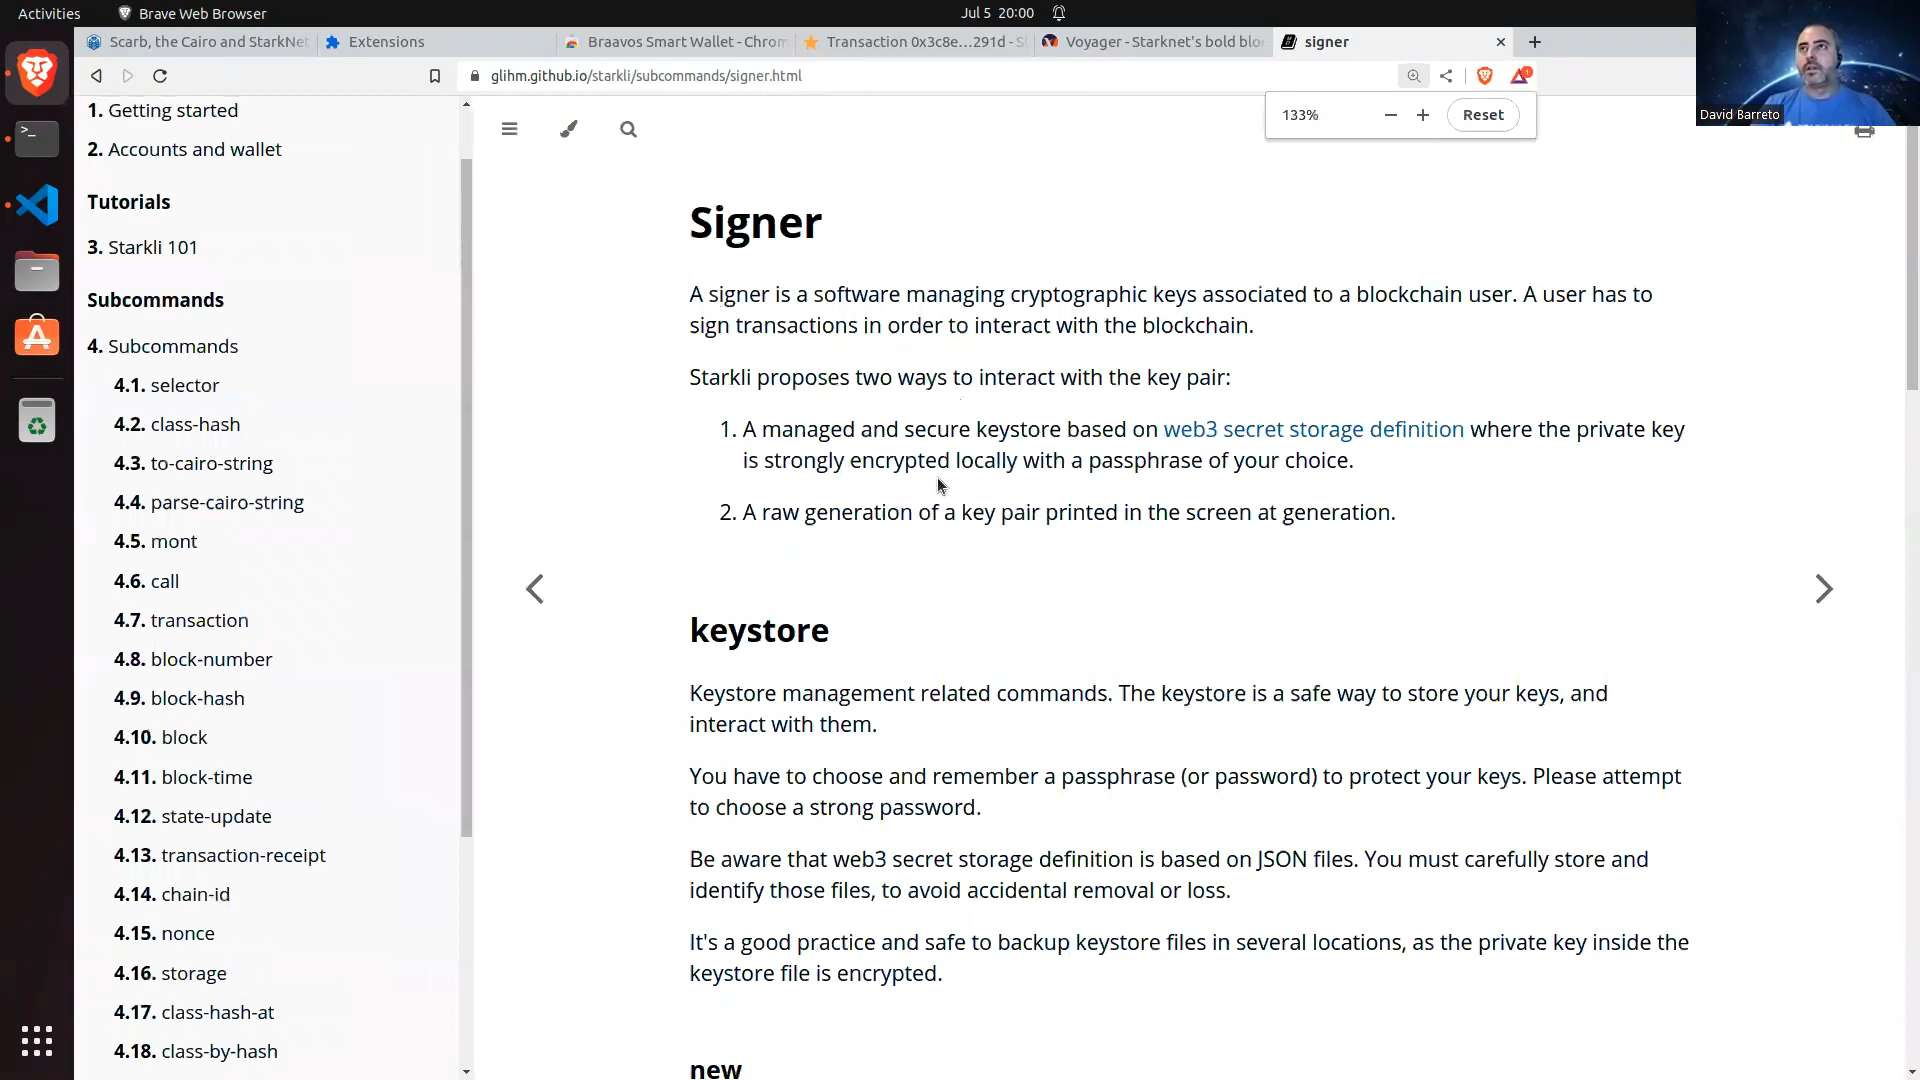 Activities
Brave Web Browser
Jul 5 20:00
Scarb, the Cairo and StarkNet
Extensions
Braavos Smart Wallet - Chrom
Transaction 0x3c8e...291d - S
Voyager - Starknet's bold blo
signer
glihm.github.io/starkli/subcommands/signer.html
133%
Reset
David Barreto
1. Getting started
2. Accounts and wallet
Tutorials
3. Starkli 101
Subcommands
4. Subcommands
4.1. selector
4.2. class-hash
4.3. to-cairo-string
4.4. parse-cairo-string
4.5. mont
4.6. call
4.7. transaction
4.8. block-number
4.9. block-hash
4.10. block
4.11. block-time
4.12. state-update
4.13. transaction-receipt
4.14. chain-id
4.15. nonce
4.16. storage
4.17. class-hash-at
4.18. class-by-hash
Signer
A signer is a software managing cryptographic keys associated to a blockchain user. A user has to
sign transactions in order to interact with the blockchain.
Starkli proposes two ways to interact with the key pair:
1. A managed and secure keystore based on web3 secret storage definition where the private key
is strongly encrypted locally with a passphrase of your choice.
2. A raw generation of a key pair printed in the screen at generation.
keystore
Keystore management related commands. The keystore is a safe way to store your keys, and
interact with them.
You have to choose and remember a passphrase (or password) to protect your keys. Please attempt
to choose a strong password.
Be aware that web3 secret storage definition is based on JSON files. You must carefully store and
identify those files, to avoid accidental removal or loss.
It's a good practice and safe to backup keystore files in several locations, as the private key inside the
keystore file is encrypted.
new